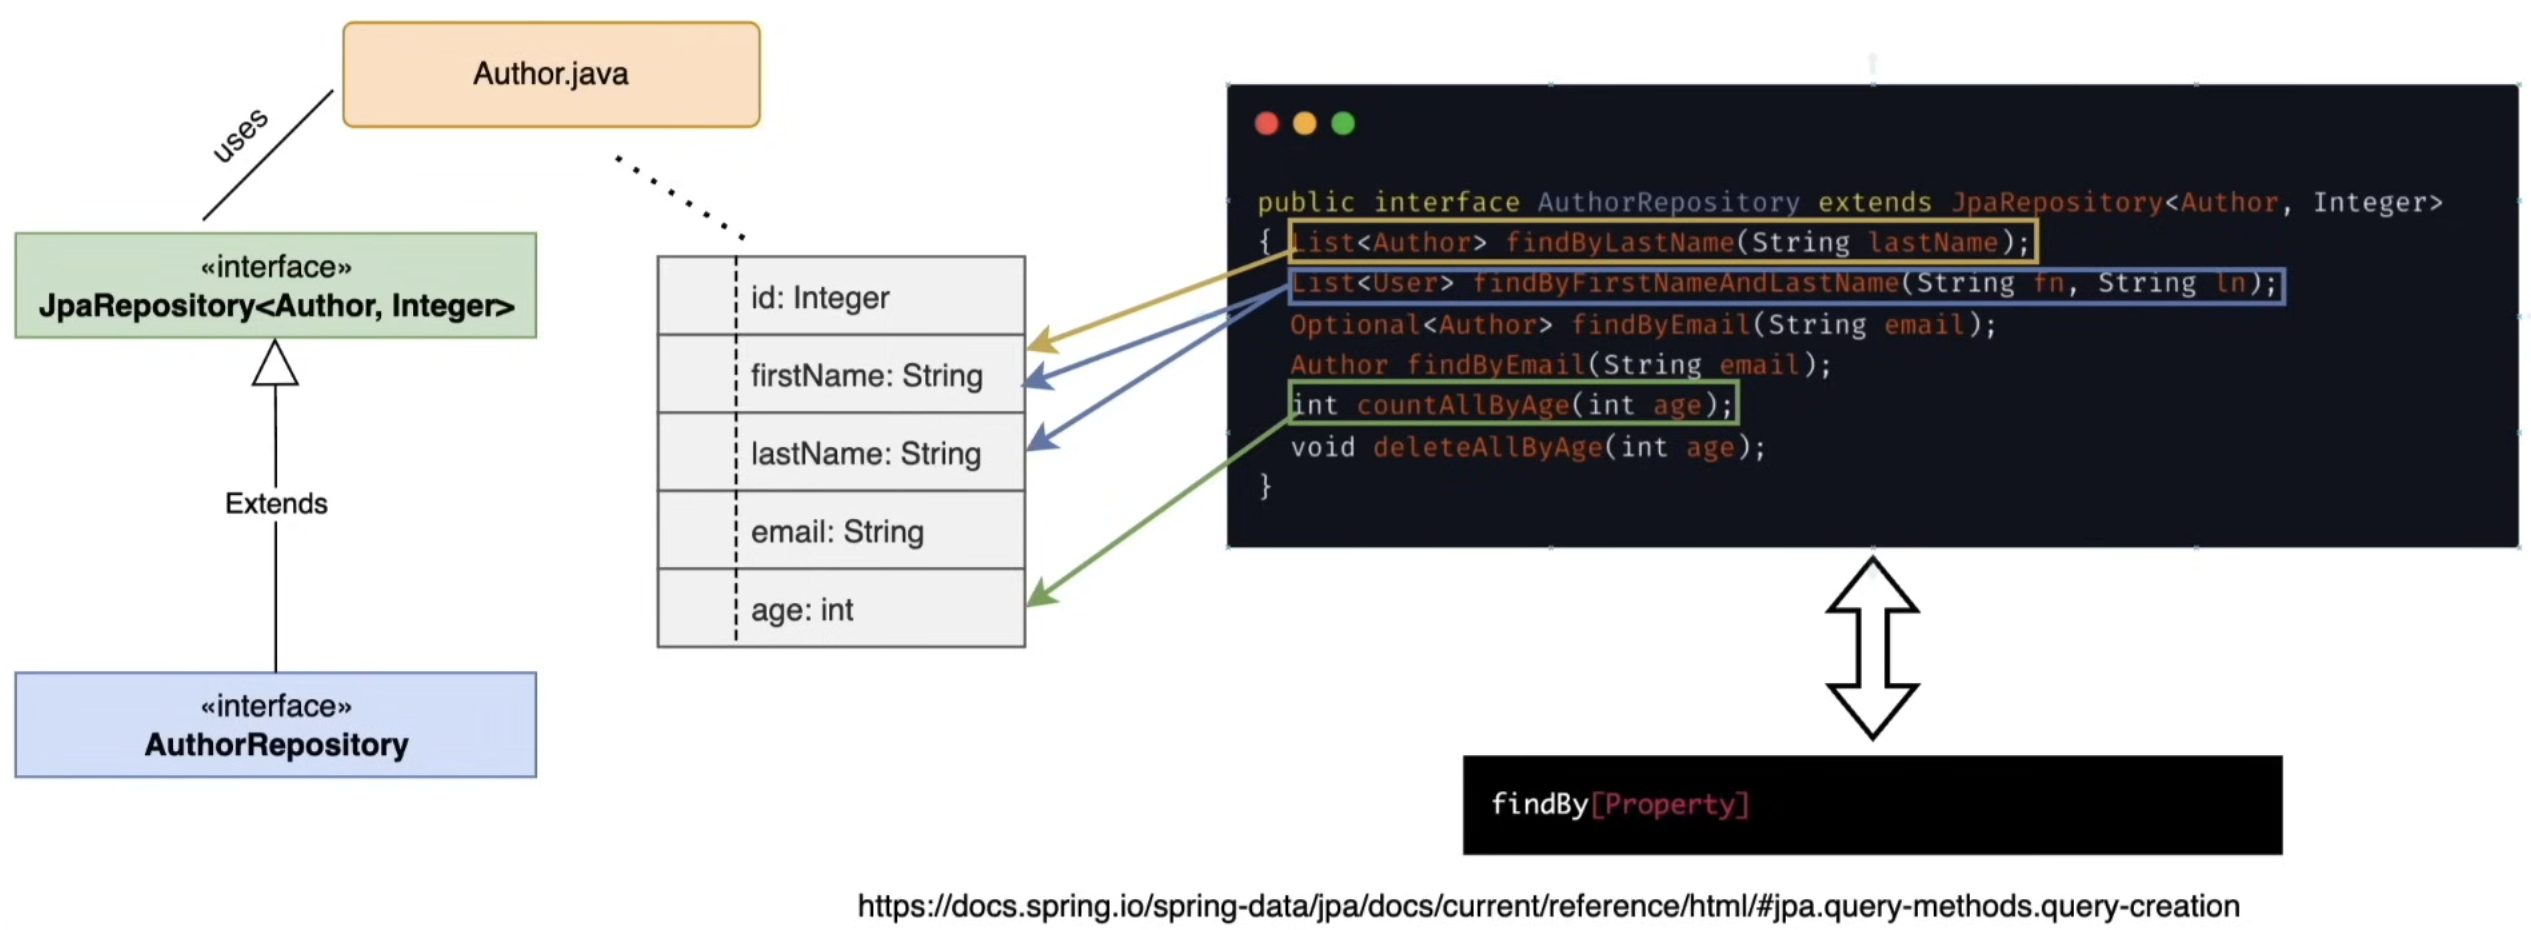 Author.java
uses
«interface»
JpaRepository<Author, Integer>
Extends
«interface»
AuthorRepository
id: Integer
firstName: String
lastName: String
email: String
age: int
public interface AuthorRepository extends JpaRepository<Author, Integer>
{ List<Author> findByLastName(String lastName);
List<User> findByFirstNameAndLastName(String fn, String ln);
Optional<Author> findByEmail(String email);
Author findByEmail(String email);
int countAllByAge(int age);
void deleteAllByAge(int age);
}
findBy[Property]
https://docs.spring.io/spring-data/jpa/docs/current/reference/html/#jpa.query-methods.query-creation